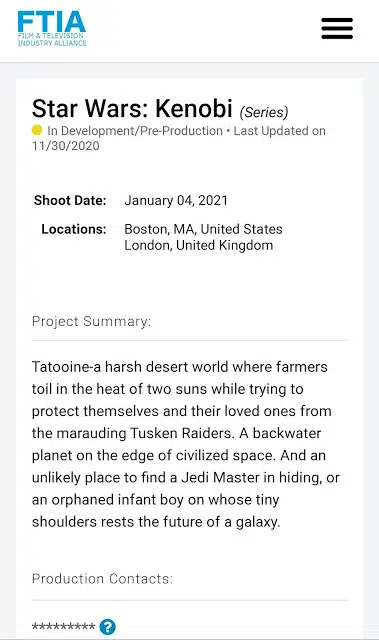 FTIA
FILM & TELEVISION
INDUSTRY ALLIANCE
Star Wars: Kenobi (Series)
In Development/Pre-Production • Last Updated on
11/30/2020
Shoot Date: January 04, 2021
Locations: Boston, MA, United States
London, United Kingdom
Project Summary:
Tatooine-a harsh desert world where farmers
toil in the heat of two suns while trying to
protect themselves and their loved ones from
the marauding Tusken Raiders. A backwater
planet on the edge of civilized space. And an
unlikely place to find a Jedi Master in hiding, or
an orphaned infant boy on whose tiny
shoulders rests the future of a galaxy.
Production Contacts:
********* ?